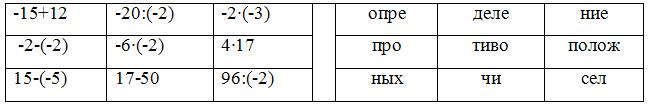 -15+12 -20:(-2) -2·(-3) опре деле ние
-2-(-2) -6·(-2) 4·17 про тиво полож
15-(-5) 17-50 96:(-2) ных чи сел